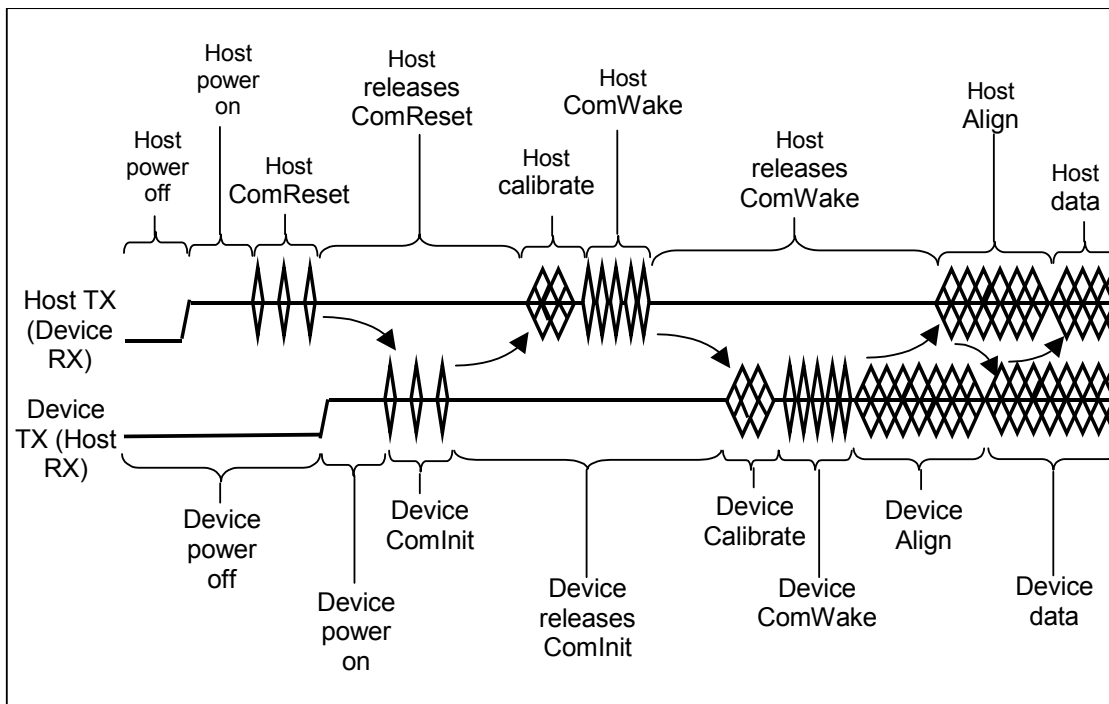 Host
power
off
Host
power
on
Host
ComReset
Host
releases
ComReset
Host
calibrate
Host
ComWake
Host
releases
ComWake
Host
Align
Host
data
Host TX
(Device
RX)
Device
TX (Host
RX)
Device
power
off
Device
power
on
Device
ComInit
Device
releases
ComInit
Device
Calibrate
Device
ComWake
Device
Align
Device
data